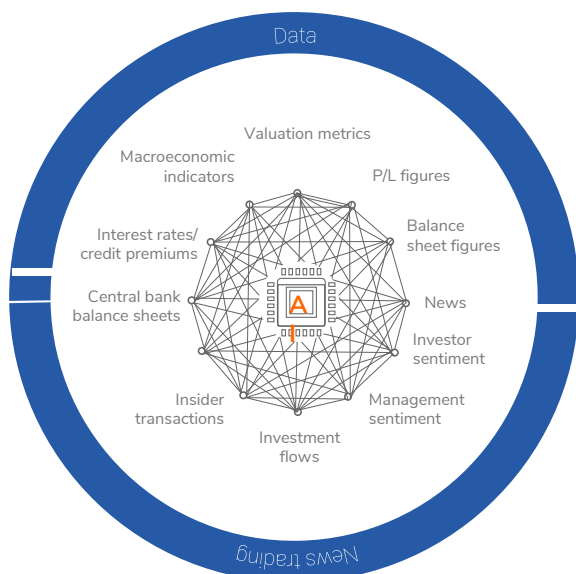 Data
Valuation metrics
Macroeconomic
indicators
P/L figures
Interest rates/
credit premiums
Balance
sheet figures
Central bank
balance sheets
News
Investor
sentiment
Insider
transactions
Management
sentiment
Investment
flows
A
I
News trading